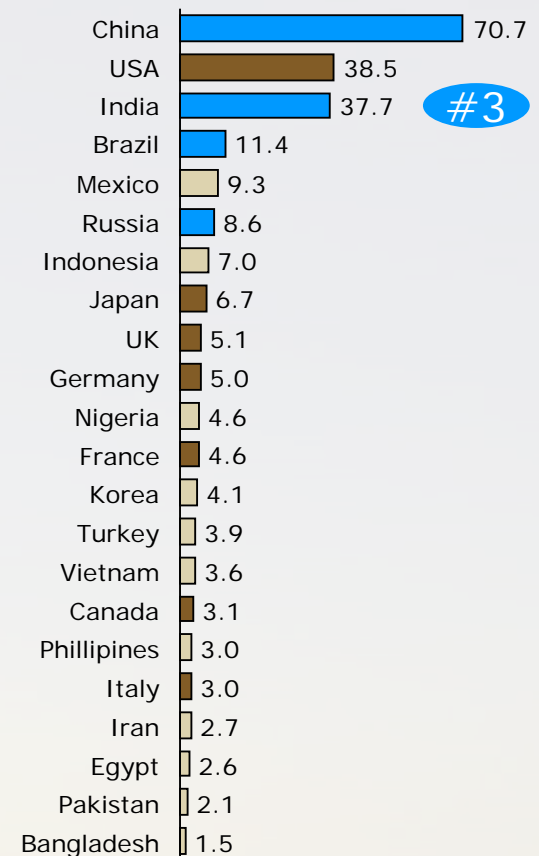 China 70.7
USA 38.5
India 37.7 #3
Brazil 11.4
Mexico 9.3
Russia 8.6
Indonesia 7.0
Japan 6.7
UK 5.1
Germany 5.0
Nigeria 4.6
France 4.6
Korea 4.1
Turkey 3.9
Vietnam 3.6
Canada 3.1
Phillipines 3.0
Italy 3.0
Iran 2.7
Egypt 2.6
Pakistan 2.1
Bangladesh 1.5